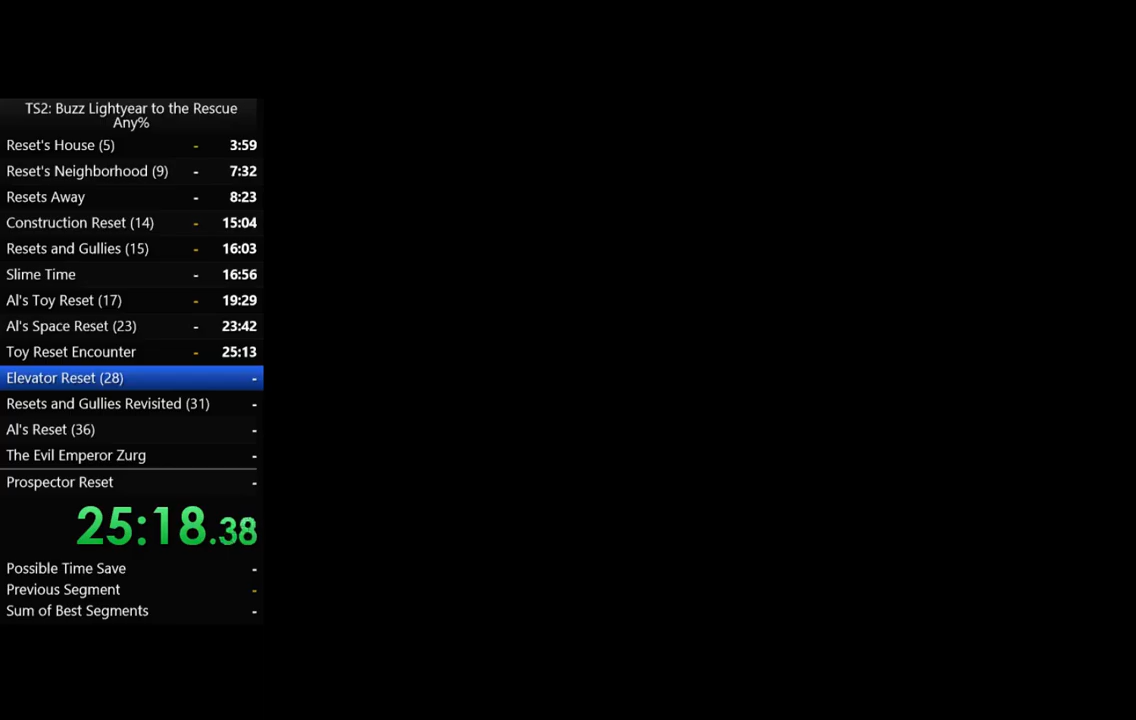 TS2: Buzz Lightyear to the Rescue
Any%
Reset's House (5) - 3:59
Reset's Neighborhood (9) - 7:32
Resets Away - 8:23
Construction Reset (14) - 15:04
Resets and Gullies (15) - 16:03
Slime Time - 16:56
Al's Toy Reset (17) - 19:29
Al's Space Reset (23) - 23:42
Toy Reset Encounter - 25:13
Elevator Reset (28) -
Resets and Gullies Revisited (31) -
Al's Reset (36) -
The Evil Emperor Zurg -
Prospector Reset -
25:18.38
Possible Time Save -
Previous Segment -
Sum of Best Segments -